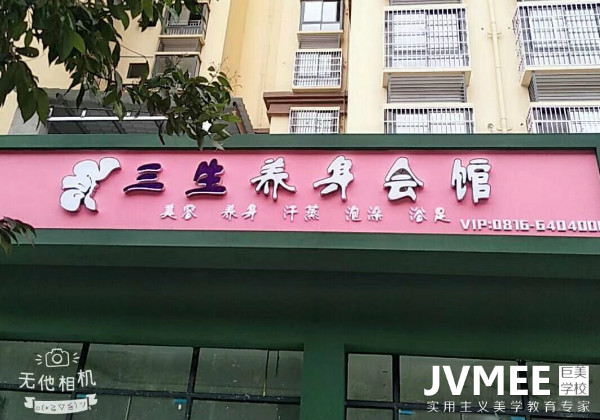 三生养身会馆
美容 养身 汗蒸 泡澡 浴足
VIP:0816-640400
无他相机
JVMEE 巨美学校
实用主义美学教育专家